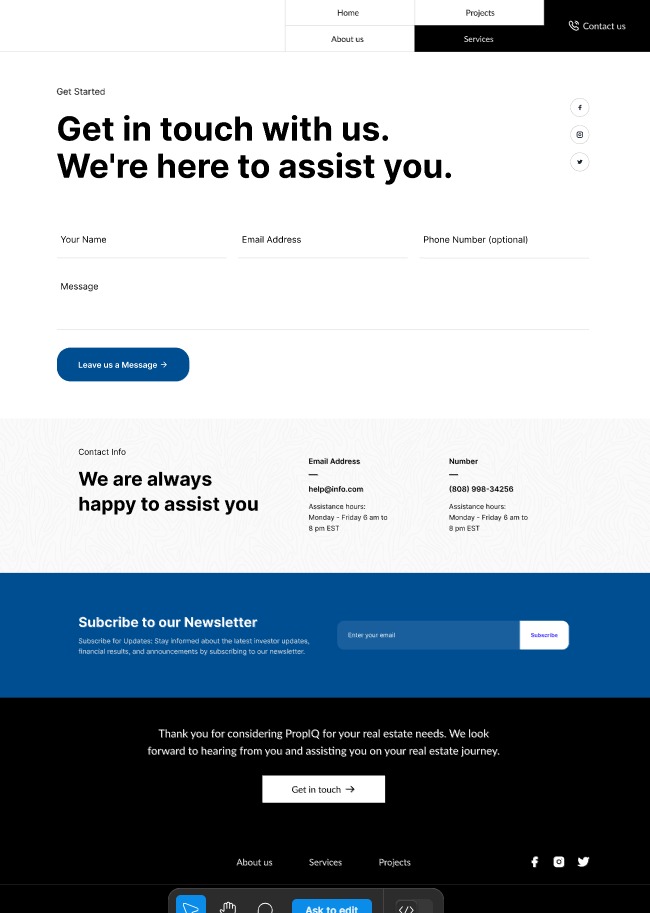 Home
Projects
Contact us
About us
Services
Get Started
Get in touch with us.
We're here to assist you.
Your Name
Email Address
Phone Number (optional)
Message
Leave us a Message →
Contact Info
We are always
happy to assist you
Email Address
help@info.com
Assistance hours:
Monday - Friday 6 am to
8 pm EST
Number
(808) 998-34256
Assistance hours:
Monday - Friday 6 am to
8 pm EST
Subcribe to our Newsletter
Subscribe for Updates: Stay informed about the latest investor updates,
financial results, and announcements by subscribing to our newsletter.
Enter your email
Subscribe
Thank you for considering PropIQ for your real estate needs. We look
forward to hearing from you and assisting you on your real estate journey.
Get in touch →
About us
Services
Projects
Ask to edit